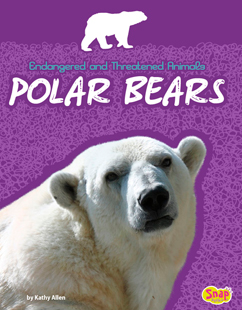 Endangered and Threatened Animals
POLAR BEARS
by Kathy Allen
Snap